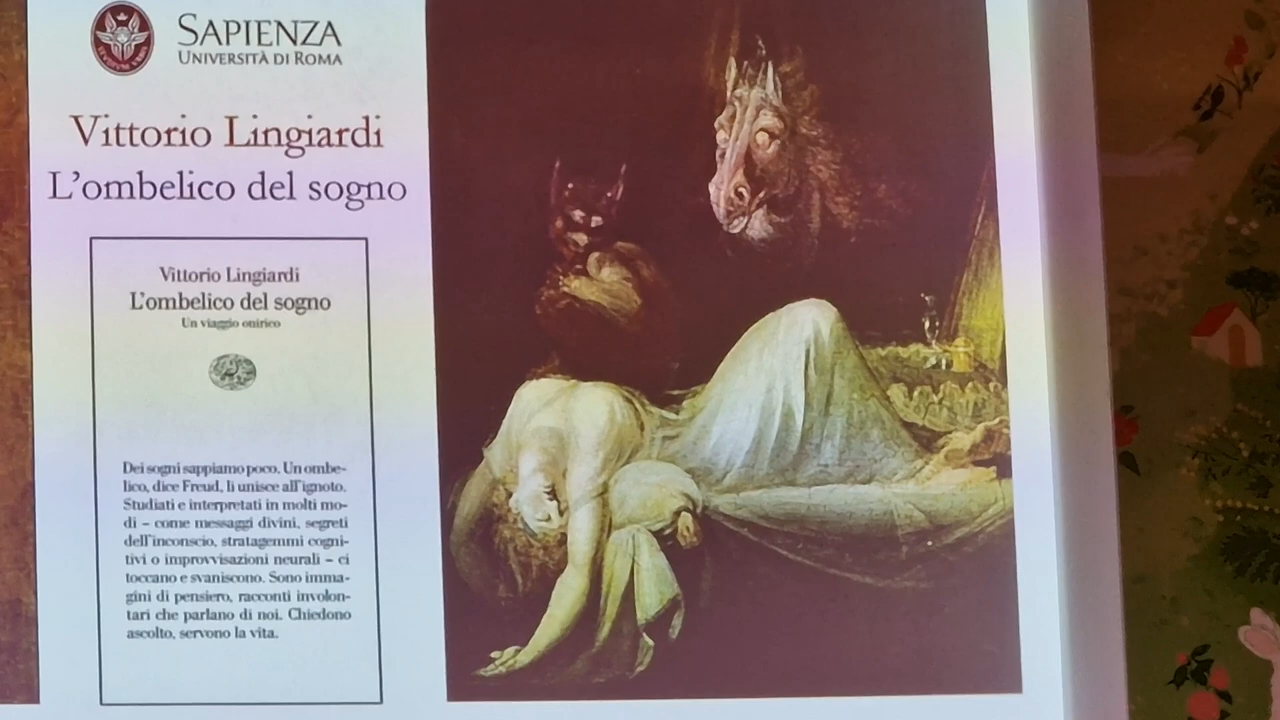 SAPIENZA
UNIVERSITÀ DI ROMA
Vittorio Lingiardi
L'ombelico del sogno
Vittorio Lingiardi
L'ombelico del sogno
Un viaggio onirico
Dei sogni sappiamo poco. Un ombe-
lico, dice Freud, li unisce all'ignoto.
Studiati e interpretati in molti mo-
di – come messaggi divini, segreti
dell'inconscio, stratagemmi cogni-
tivi o improvvisazioni neurali – ci
toccano e svaniscono. Sono imma-
gini di pensiero, racconti involon-
tari che parlano di noi. Chiedono
ascolto, servono la vita.